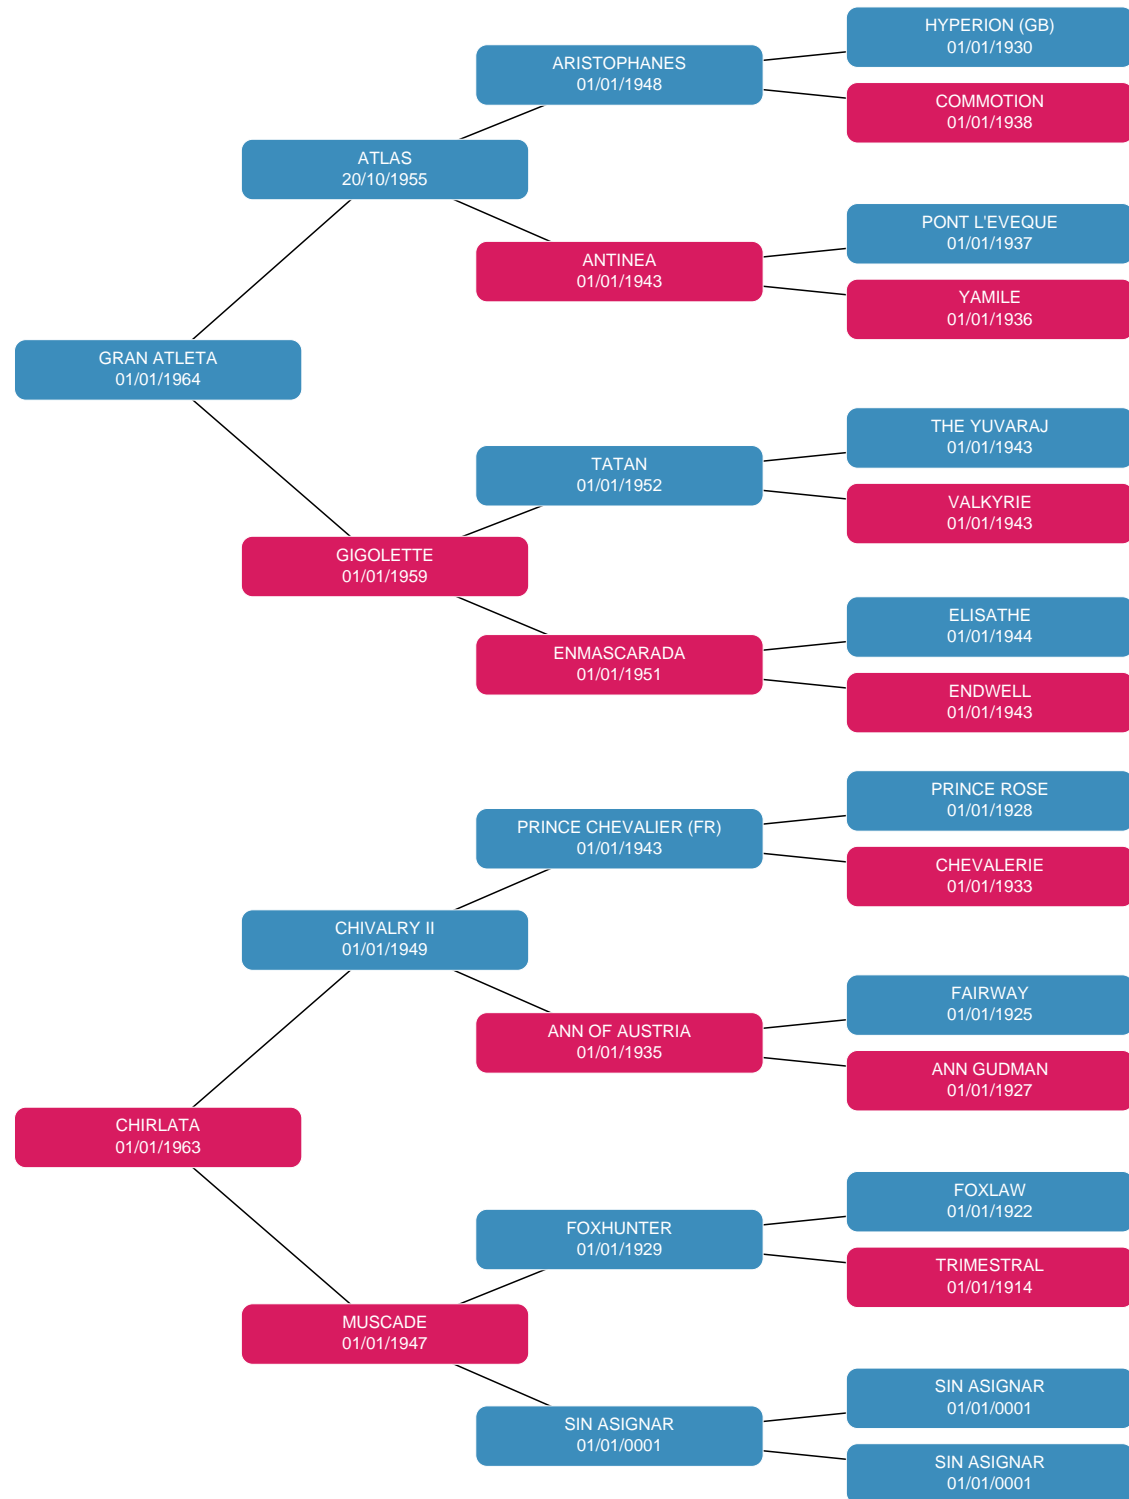 HYPERION (GB)
01/01/1930
ARISTOPHANES
01/01/1948
COMMOTION
01/01/1938
ATLAS
20/10/1955
PONT L'EVEQUE
01/01/1937
ANTINEA
01/01/1943
YAMILE
01/01/1936
GRAN ATLETA
01/01/1964
THE YUVARAJ
01/01/1943
TATAN
01/01/1952
VALKYRIE
01/01/1943
GIGOLETTE
01/01/1959
ELISATHE
01/01/1944
ENMASCARADA
01/01/1951
ENDWELL
01/01/1943
PRINCE ROSE
01/01/1928
PRINCE CHEVALIER (FR)
01/01/1943
CHEVALERIE
01/01/1933
CHIVALRY II
01/01/1949
FAIRWAY
01/01/1925
ANN OF AUSTRIA
01/01/1935
ANN GUDMAN
01/01/1927
CHIRLATA
01/01/1963
FOXLAW
01/01/1922
FOXHUNTER
01/01/1929
TRIMESTRAL
01/01/1914
MUSCADE
01/01/1947
SIN ASIGNAR
01/01/0001
SIN ASIGNAR
01/01/0001
SIN ASIGNAR
01/01/0001